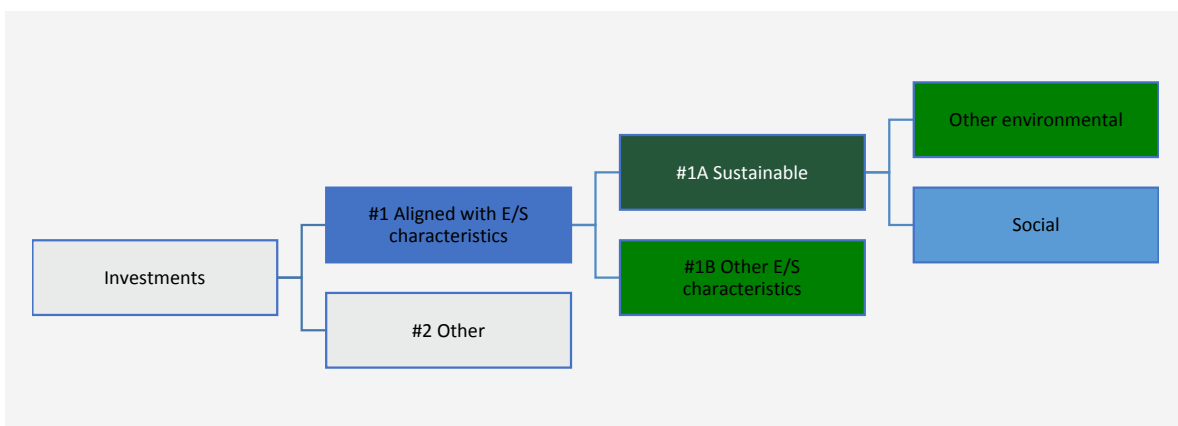 Investments
#1 Aligned with E/S
characteristics
#2 Other
#1A Sustainable
#1B Other E/S
characteristics
Other environmental
Social